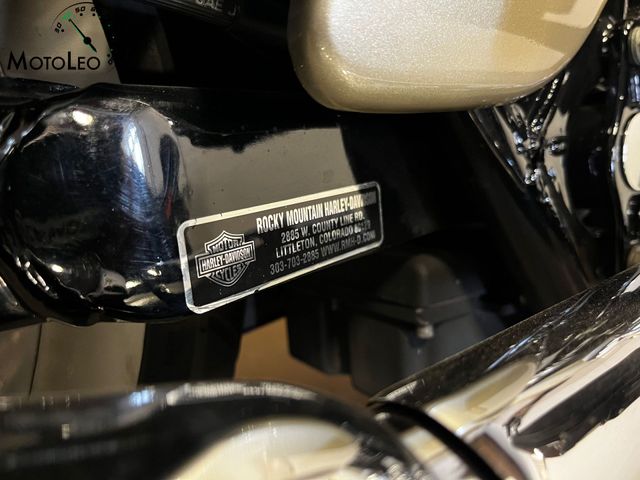 MOTOLEO
ROCKY MOUNTAIN HARLEY-DAVIDSON
2885 W. COUNTY LINE RD.
LITTLETON, COLORADO
303-703-2885 WWW.RMH-D.COM
MOTOR
HARLEY-DAVIDSON
CYCLES
SAE